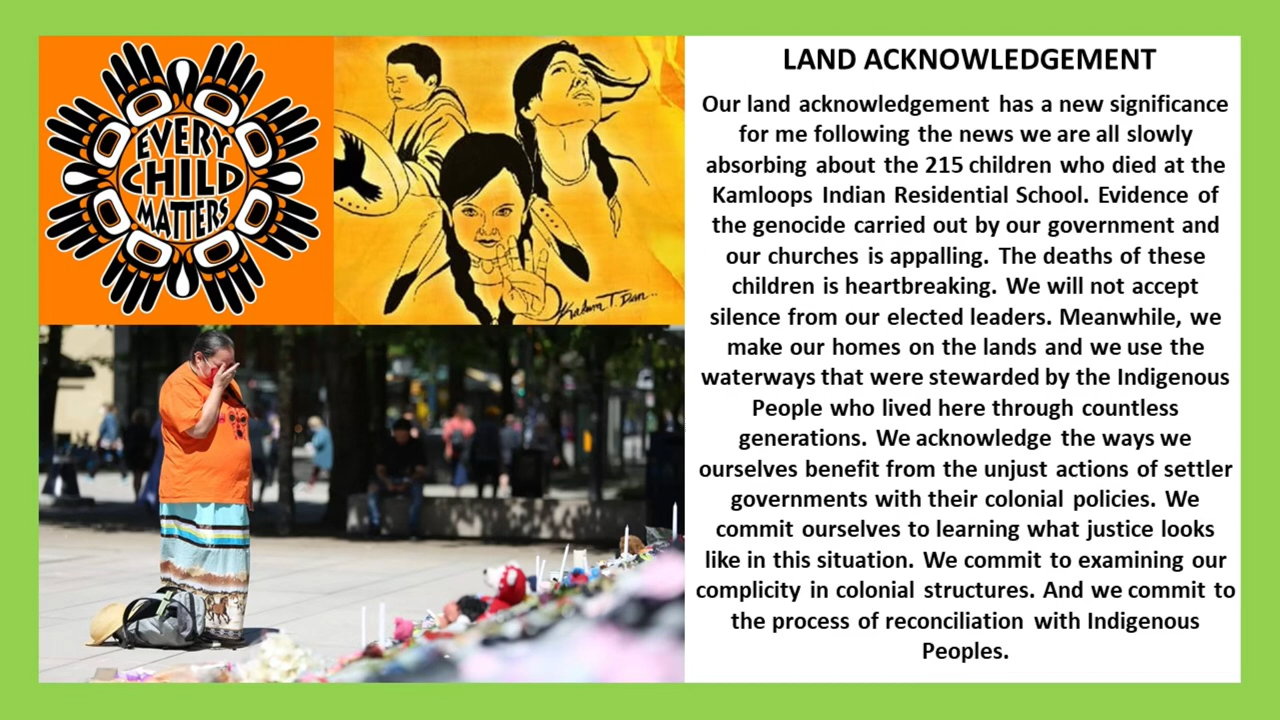 EVERY
CHILD
MATTERS
LAND ACKNOWLEDGEMENT
Our land acknowledgement has a new significance
for me following the news we are all slowly
absorbing about the 215 children who died at the
Kamloops Indian Residential School. Evidence of
the genocide carried out by our government and
our churches is appalling. The deaths of these
children is heartbreaking. We will not accept
silence from our elected leaders. Meanwhile, we
make our homes on the lands and we use the
waterways that were stewarded by the Indigenous
People who lived here through countless
generations. We acknowledge the ways we
ourselves benefit from the unjust actions of settler
governments with their colonial policies. We
commit ourselves to learning what justice looks
like in this situation. We commit to examining our
complicity in colonial structures. And we commit to
the process of reconciliation with Indigenous
Peoples.